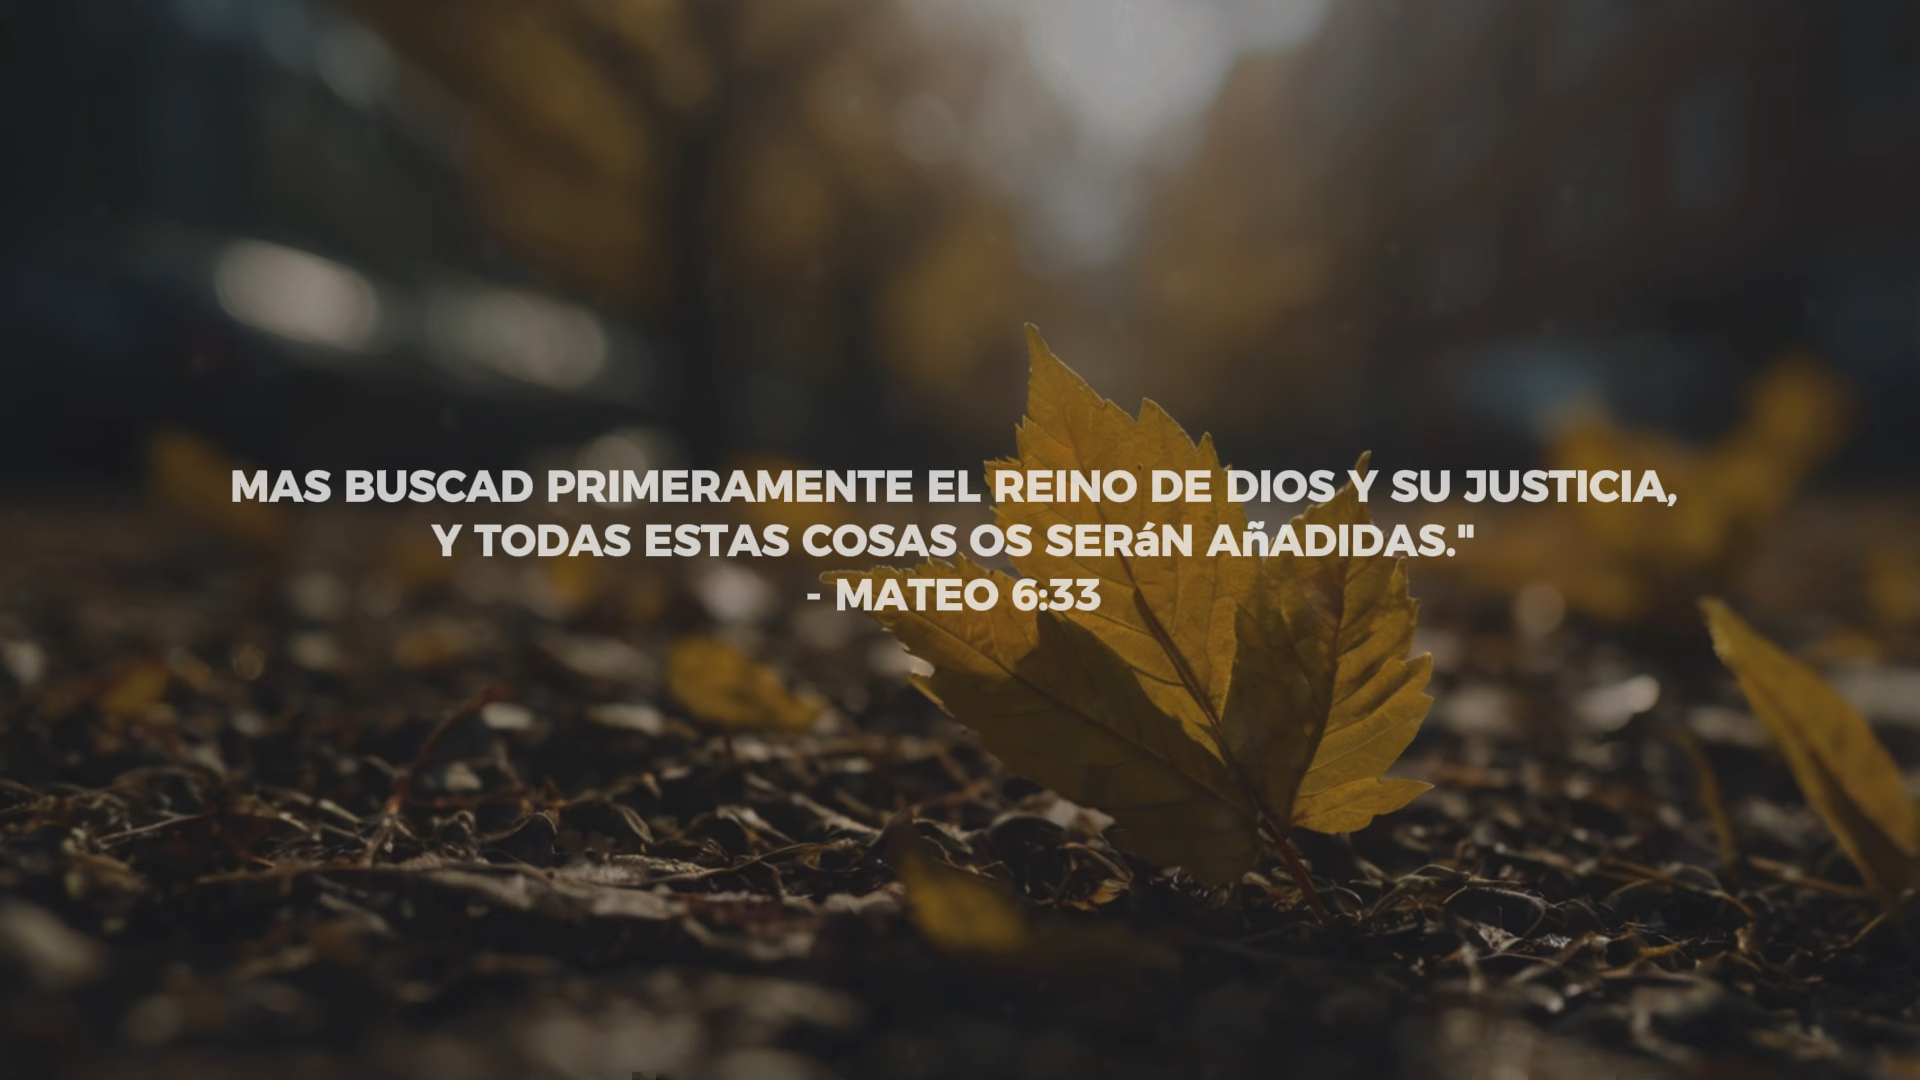 MAS BUSCAD PRIMERAMENTE EL REINO DE DIOS Y SU JUSTICIA,
Y TODAS ESTAS COSAS OS SERáN AñADIDAS."
- MATEO 6:33